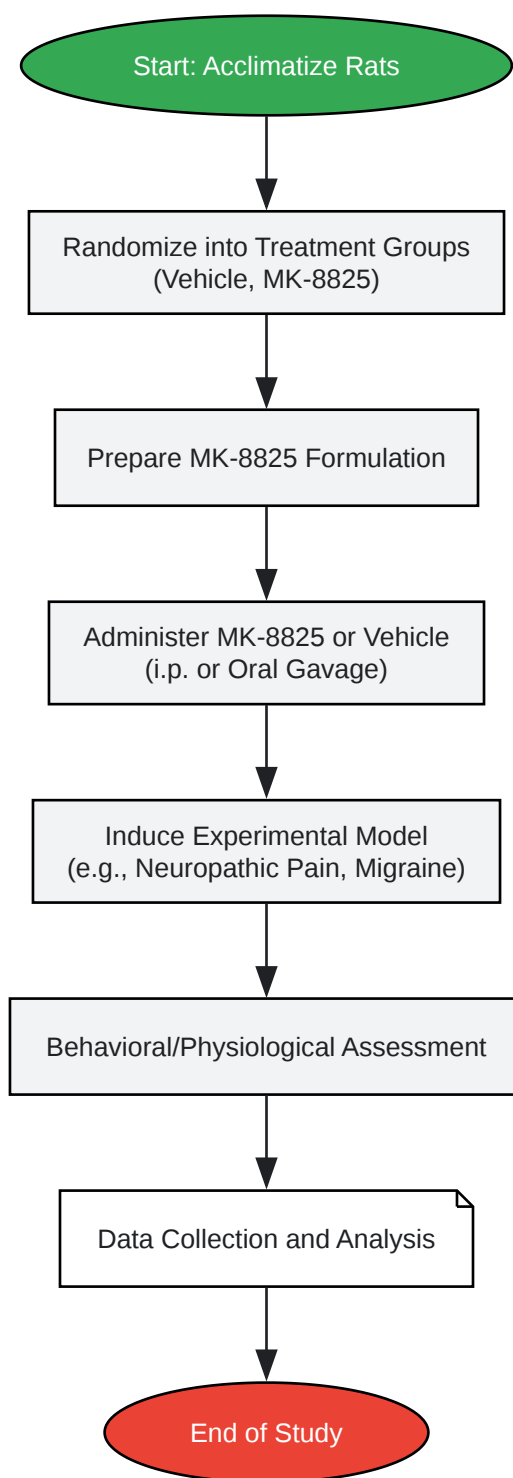 Start: Acclimatize Rats
Randomize into Treatment Groups
(Vehicle, MK-8825)
Prepare MK-8825 Formulation
Administer MK-8825 or Vehicle
(i.p. or Oral Gavage)
Induce Experimental Model
(e.g., Neuropathic Pain, Migraine)
Behavioral/Physiological Assessment
Data Collection and Analysis
End of Study